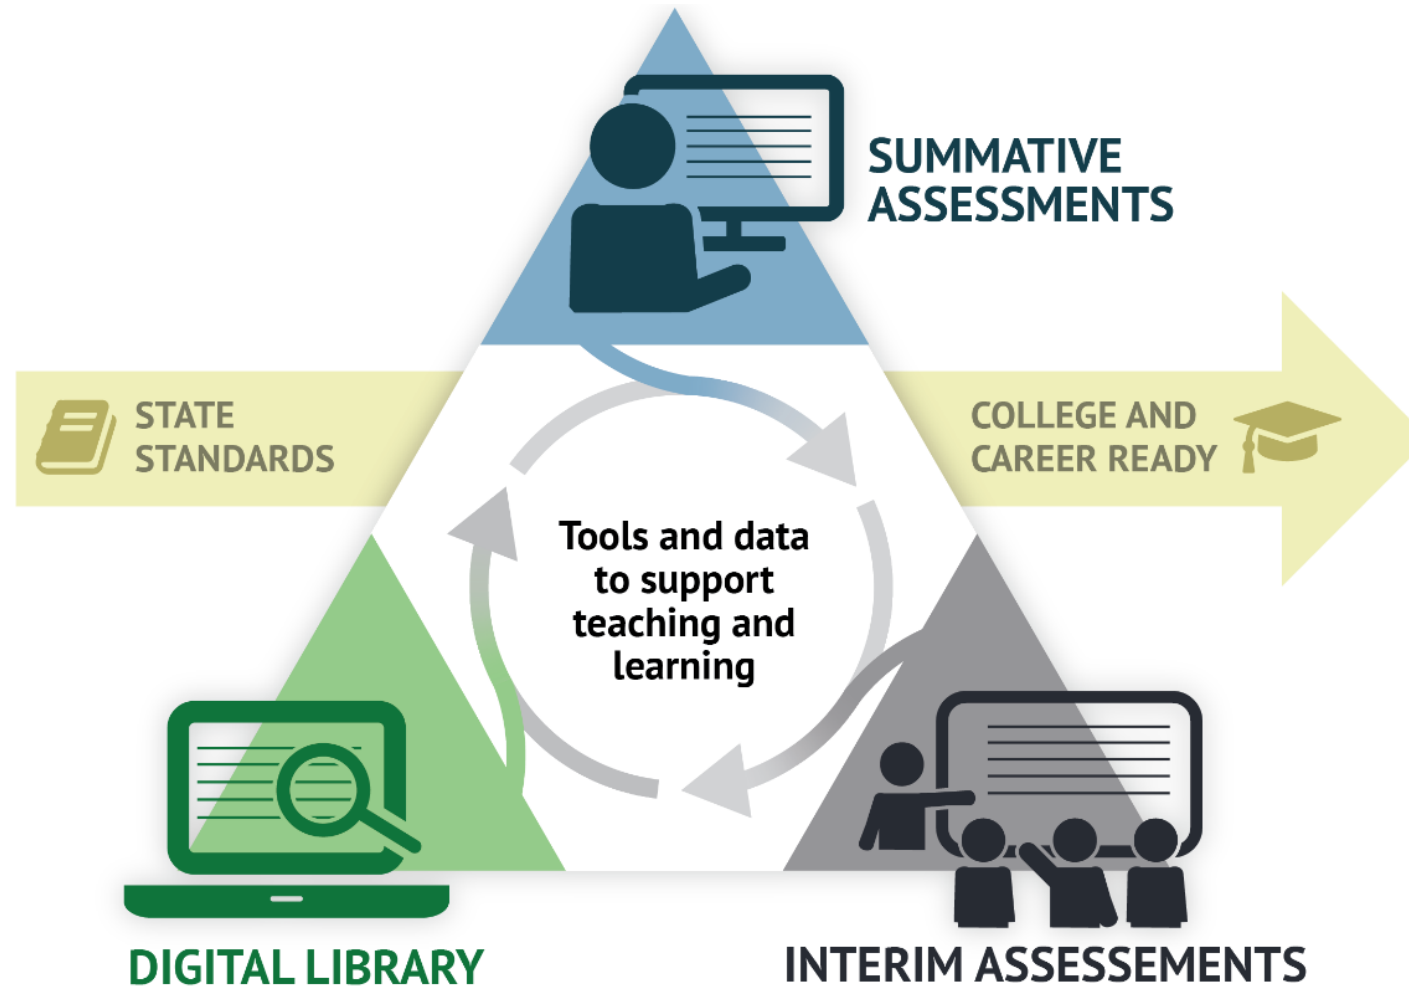 SUMMATIVE
ASSESSMENTS
STATE
STANDARDS
COLLEGE AND
CAREER READY
Tools and data
to support
teaching and
learning
DIGITAL LIBRARY
INTERIM ASSESSEMENTS